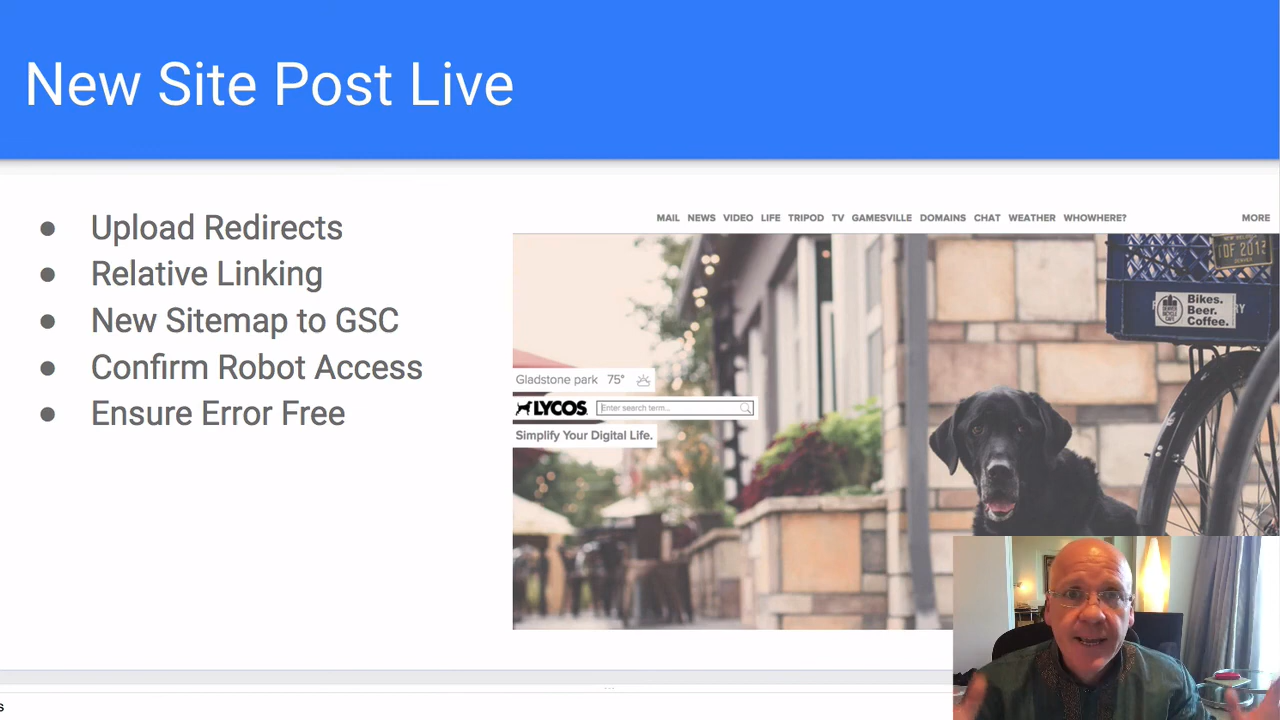 New Site Post Live
● Upload Redirects
● Relative Linking
● New Sitemap to GSC
● Confirm Robot Access
● Ensure Error Free
MAIL NEWS VIDEO LIFE TRIPOD TV GAMESVILLE DOMAINS CHAT WEATHER WHOWHERE? MORE
Bikes.
Beer.
Coffee.
Gladstone park 75°
LYCOS Enter search term...
Simplify Your Digital Life.
s